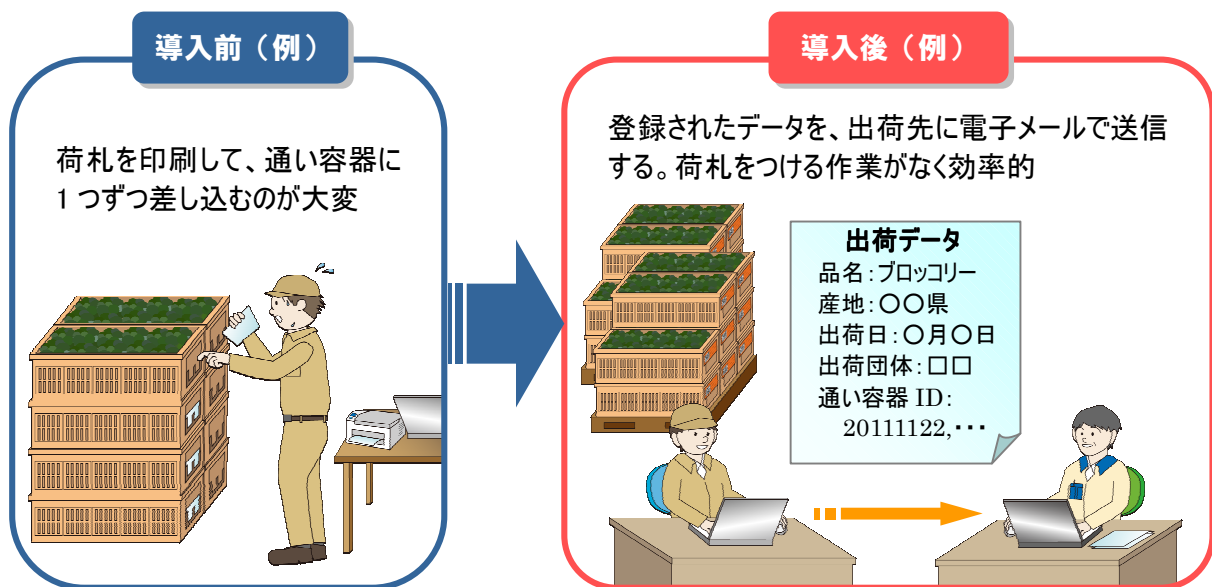 導入前（例）
荷札を印刷して、通い容器に
1つずつ差し込むのが大変
導入後（例）
登録されたデータを、出荷先に電子メールで送信
する。荷札をつける作業がなく効率的
出荷データ
品名：ブロッコリー
産地：〇〇県
出荷日：〇月〇日
出荷団体：□□
通い容器 ID：
20111122,･･･